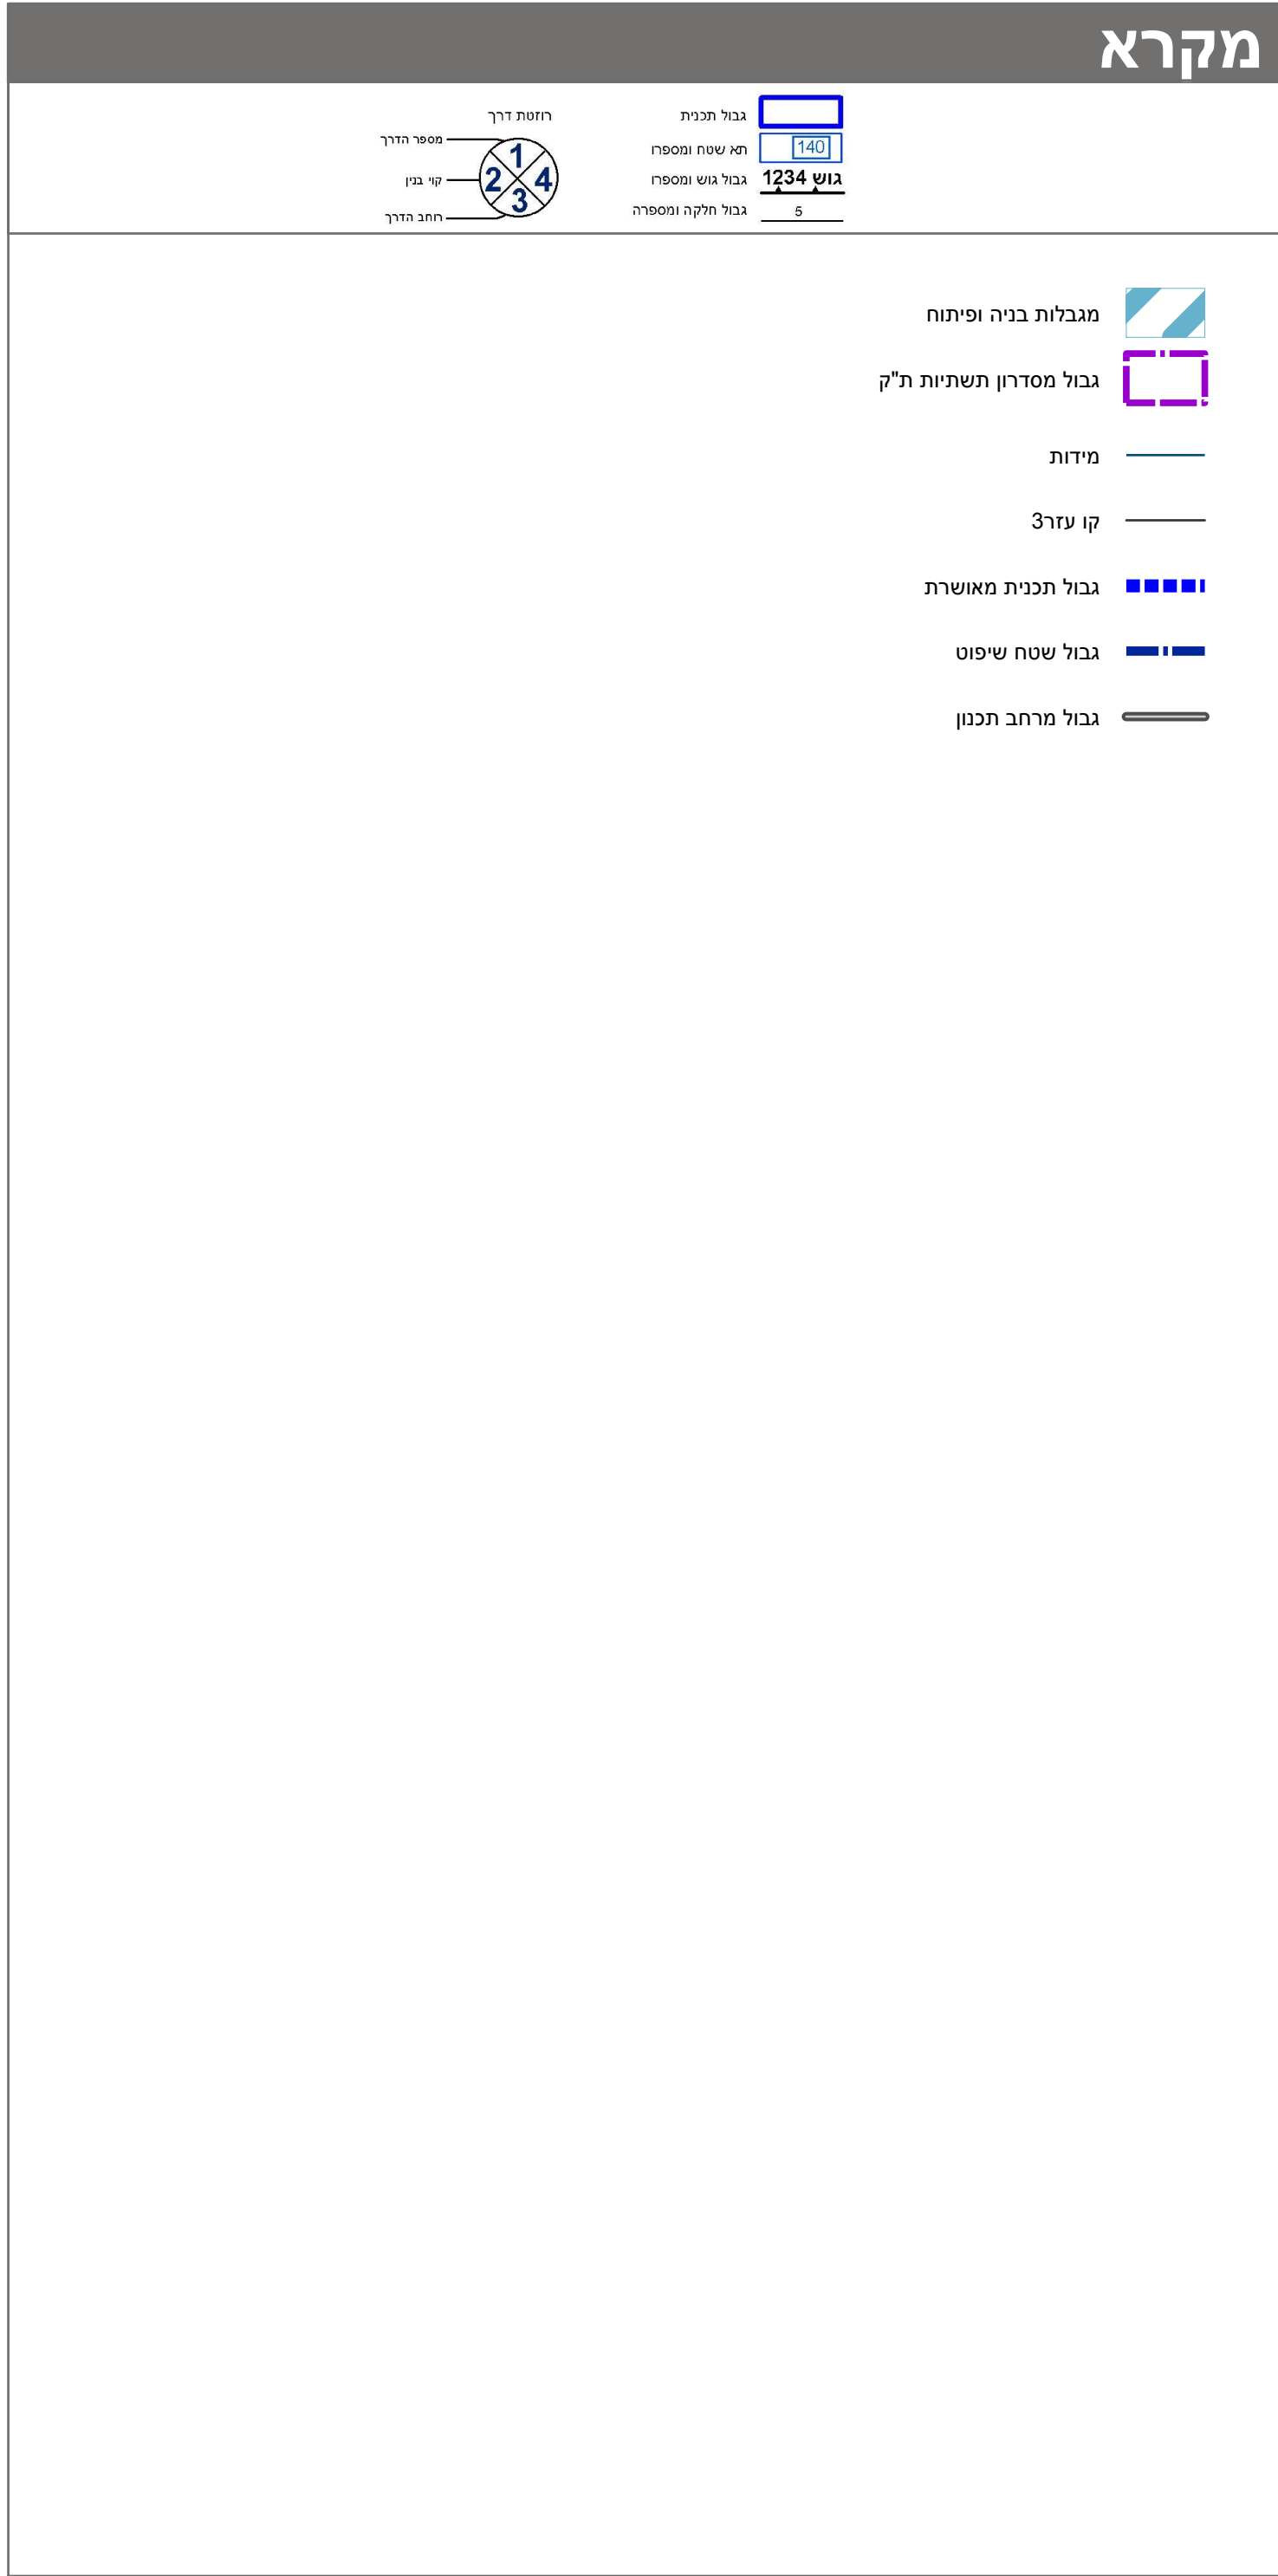 מקרא
גבול תכנית
140 תא שטח ומספרו
גוש 1234 גבול גוש ומספרו
5 גבול חלקה ומספרה
רוזטת דרך
1
2 4
3
מספר הדרך
קוי בנין
רוחב הדרך
מגבלות בניה ופיתוח
גבול מסדרון תשתיות ת"ק
מידות
קו עזר3
גבול תכנית מאושרת
גבול שטח שיפוט
גבול מרחב תכנון